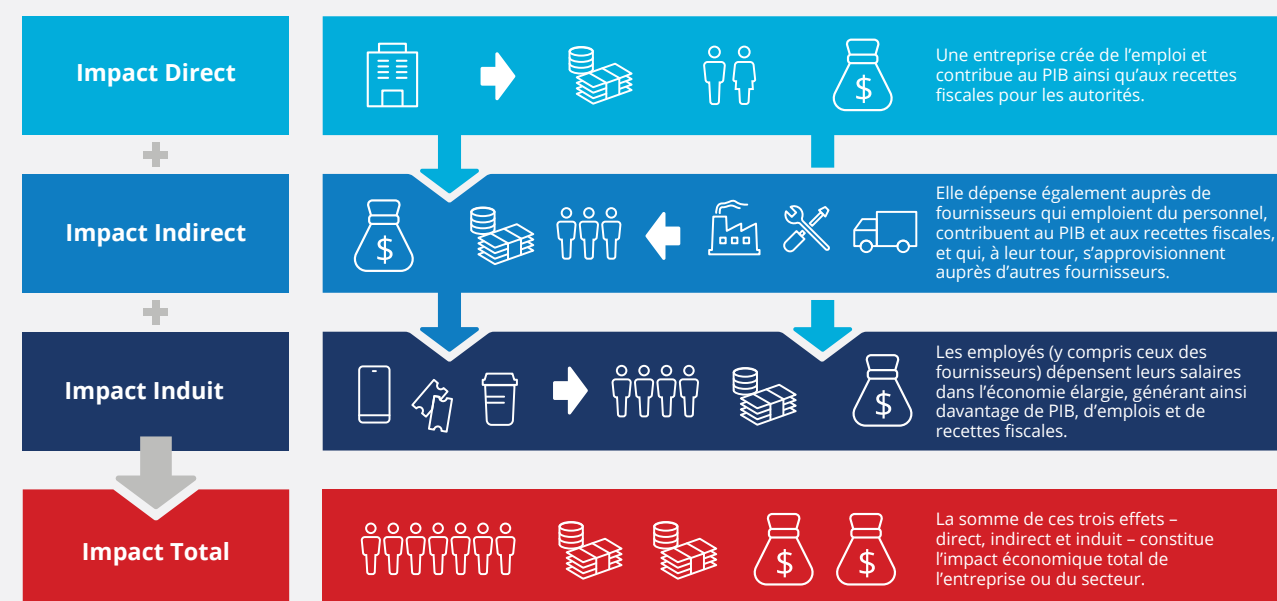 Impact Direct
Une entreprise crée de l’emploi et
contribue au PIB ainsi qu’aux recettes
fiscales pour les autorités.
Impact Indirect
Elle dépense également auprès de
fournisseurs qui emploient du personnel,
contribuent au PIB et aux recettes fiscales,
et qui, à leur tour, s’approvisionnent
auprès d’autres fournisseurs.
Impact Induit
Les employés (y compris ceux des
fournisseurs) dépensent leurs salaires
dans l’économie élargie, générant ainsi
davantage de PIB, d’emplois et de
recettes fiscales.
Impact Total
La somme de ces trois effets –
direct, indirect et induit – constitue
l’impact économique total de
l’entreprise ou du secteur.